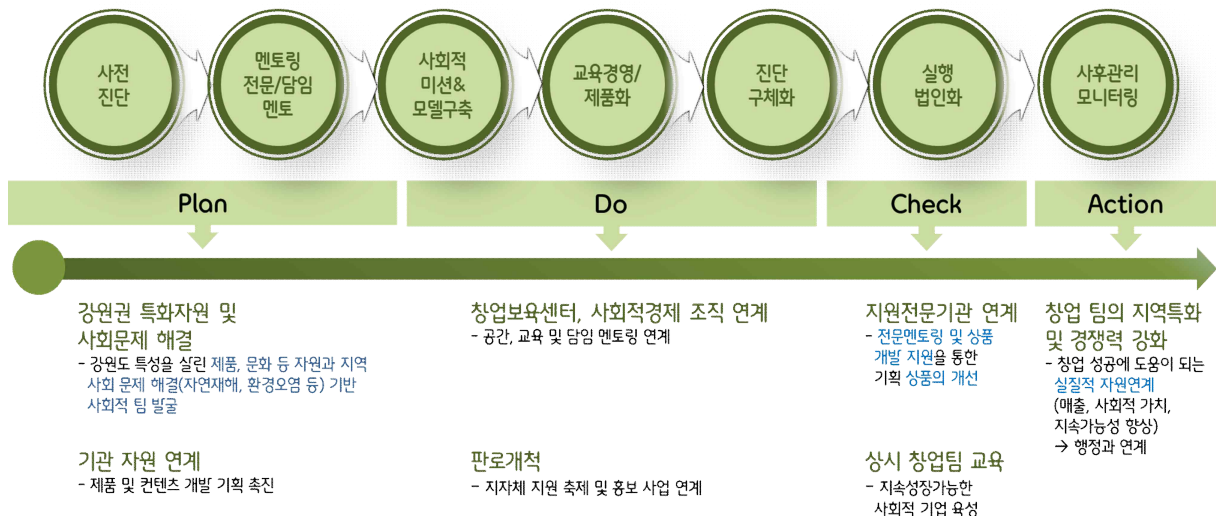 사전
진단
멘토링
전문/담임
멘토
사회적
미션&
모델구축
교육경영/
제품화
진단
구체화
실행
법인화
사후관리
모니터링
Plan
Do
Check
Action
강원권 특화자원 및
사회문제 해결
- 강원도 특성을 살린 제품, 문화 등 자원과 지역
사회 문제 해결(자연재해, 환경오염 등) 기반
사회적 팀 발굴
기관 자원 연계
- 제품 및 컨텐츠 개발 기획 촉진
창업보육센터, 사회적경제 조직 연계
- 공간, 교육 및 담임 멘토링 연계
판로개척
- 지자체 지원 축제 및 홍보 사업 연계
지원전문기관 연계
- 전문멘토링 및 상품
개발 지원을 통한
기획 상품의 개선
상시 창업팀 교육
- 지속성장가능한
사회적 기업 육성
창업 팀의 지역특화
및 경쟁력 강화
- 창업 성공에 도움이 되는
실질적 자원연계
(매출, 사회적 가치,
지속가능성 향상)
→ 행정과 연계